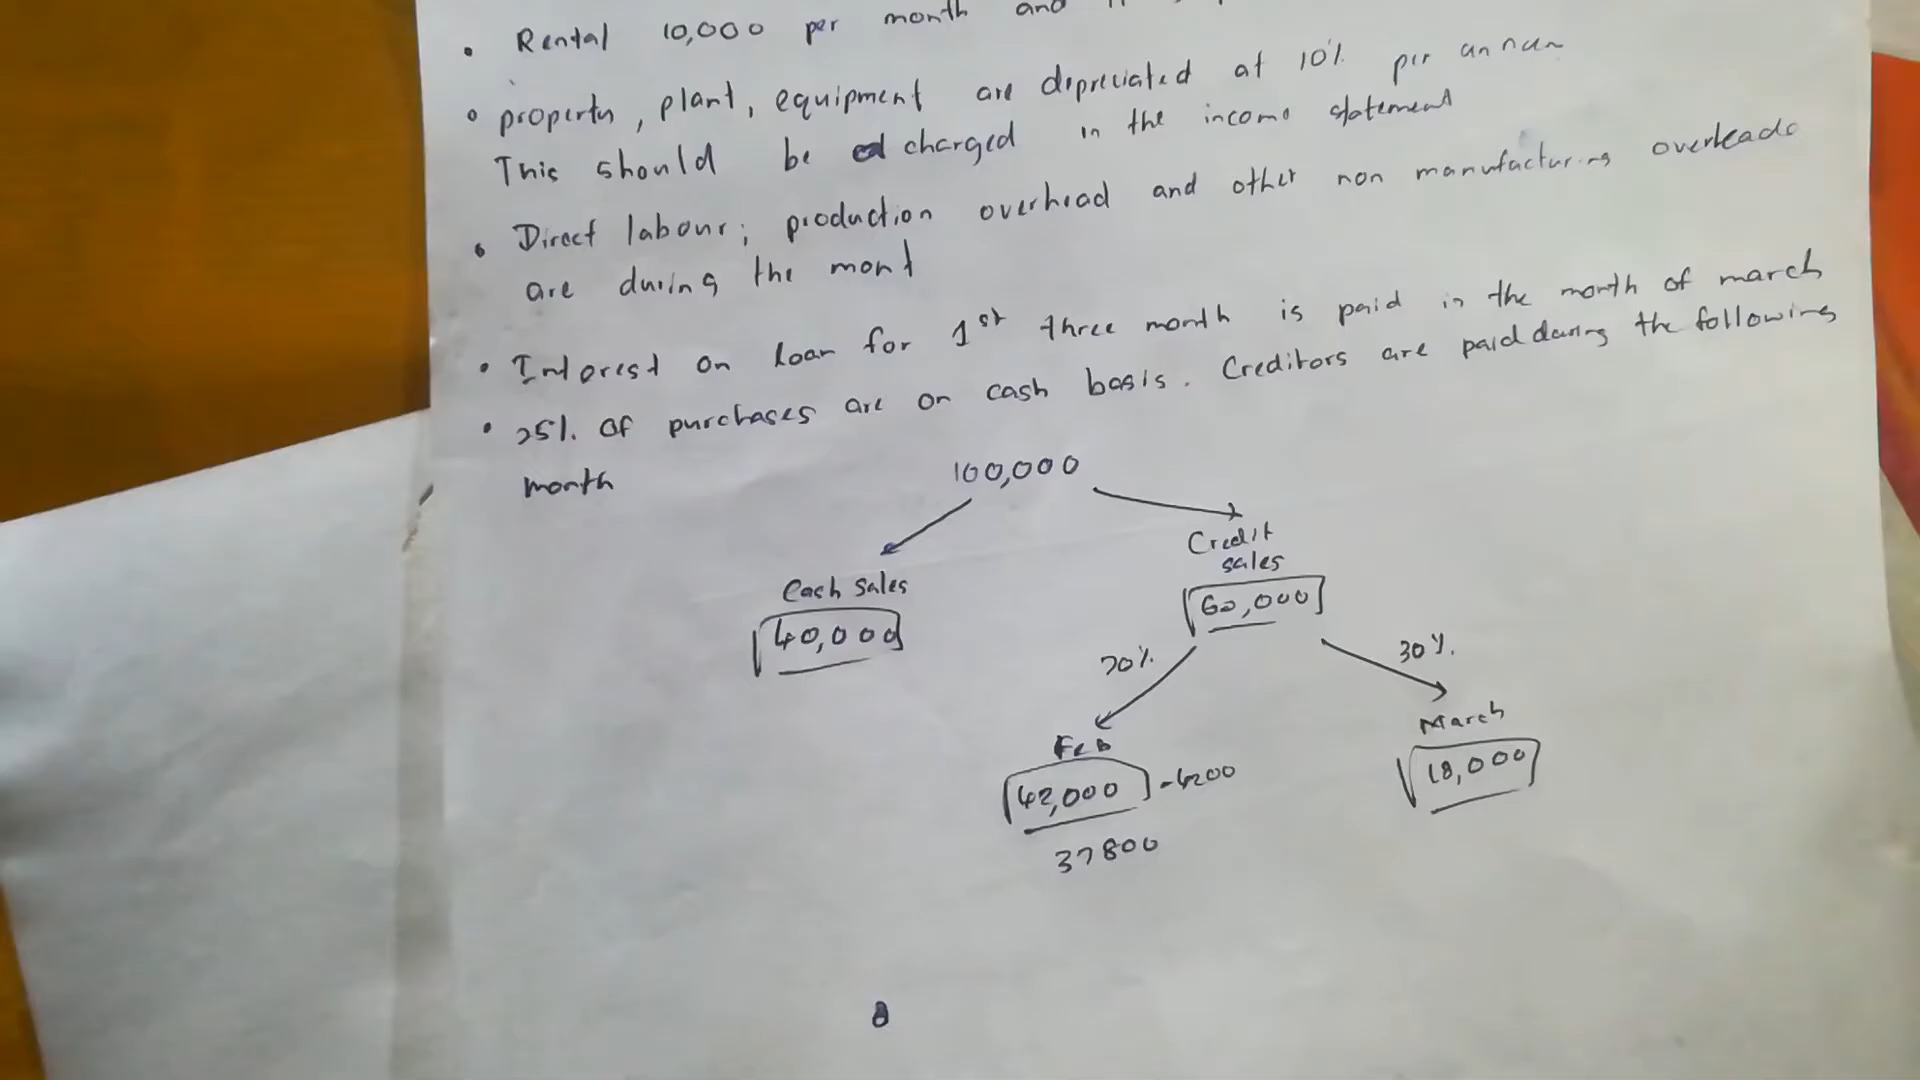 • Rental 10,000 per month and
• property, plant, equipment are depreciated at 10% per annum
This should be charged in the income statement
• Direct labour; production overhead and other non manufacturing overheads
are during the mont
• Interest on loan for 1st three month is paid in the month of march
• 25% of purchases are on cash basis. Creditors are paid during the following
month
100,000
Cash sales
40,000
Credit
sales
60,000
70%
30%
Feb
42,000 - 4200
37800
March
18,000
8